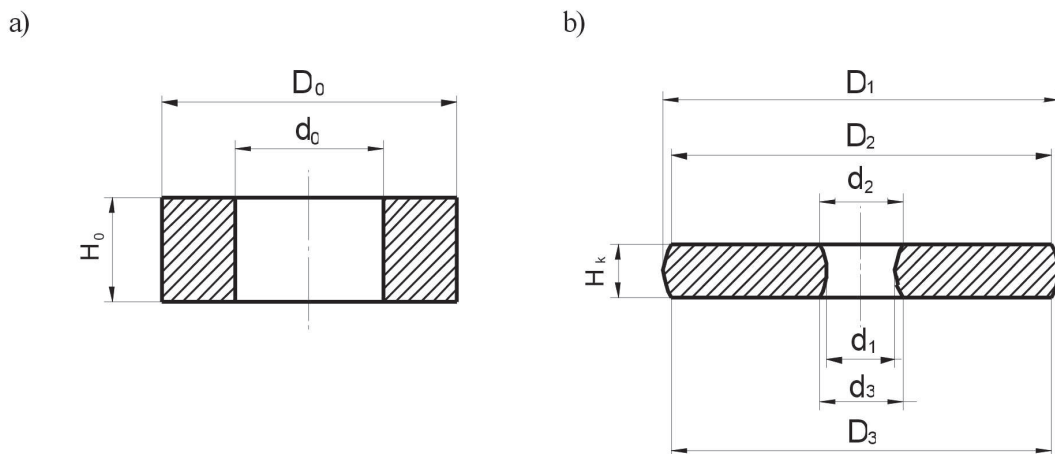 a)
D₀
d₀
H₀
b)
D₁
D₂
d₂
Hₖ
d₁
d₃
D₃